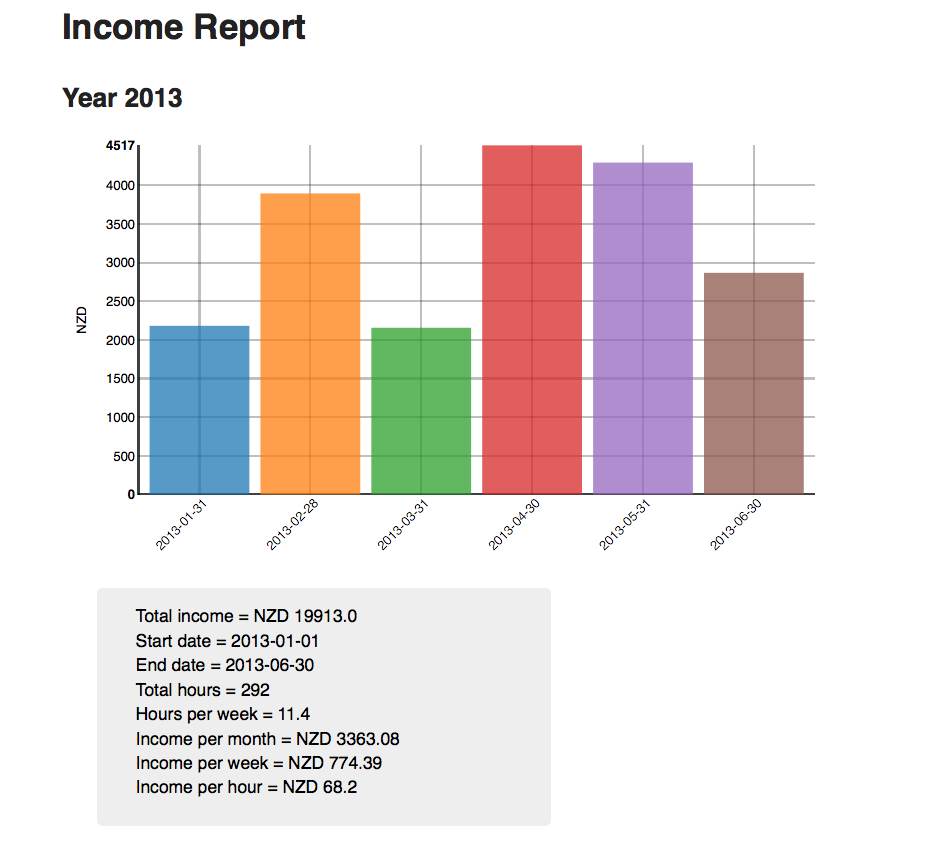 Income Report
Year 2013
4517
4000
3500
3000
2500
2000
1500
1000
500
0
NZD
2013-01-31
2013-02-28
2013-03-31
2013-04-30
2013-05-31
2013-06-30
Total income = NZD 19913.0
Start date = 2013-01-01
End date = 2013-06-30
Total hours = 292
Hours per week = 11.4
Income per month = NZD 3363.08
Income per week = NZD 774.39
Income per hour = NZD 68.2